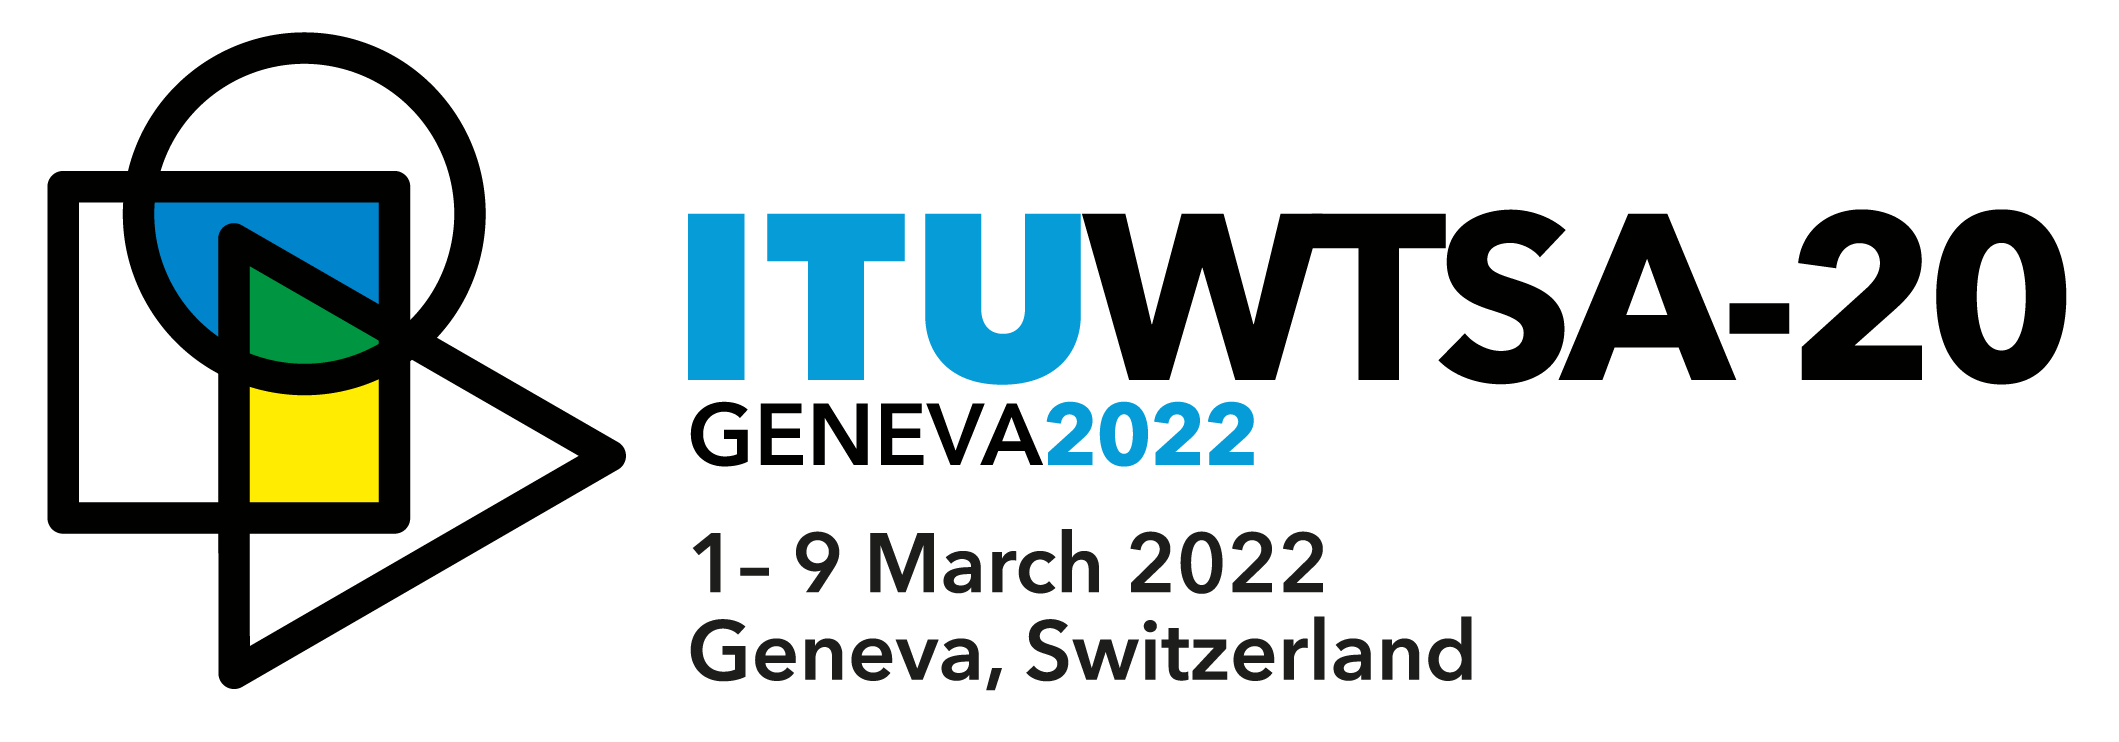 ITUWTSA-20
GENEVA2022
1– 9 March 2022
Geneva, Switzerland